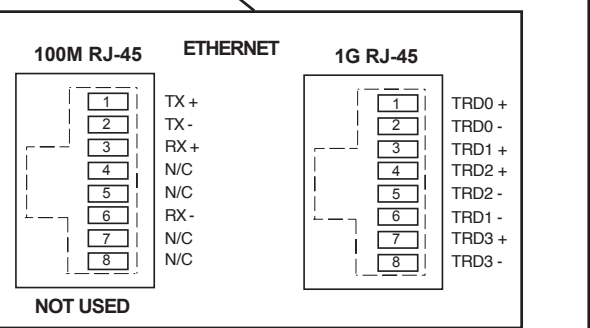 ETHERNET
100M RJ-45
1 TX +
2 TX -
3 RX +
4 N/C
5 N/C
6 RX -
7 N/C
8 N/C
NOT USED
1G RJ-45
1 TRD0 +
2 TRD0 -
3 TRD1 +
4 TRD2 +
5 TRD2 -
6 TRD1 -
7 TRD3 +
8 TRD3 -